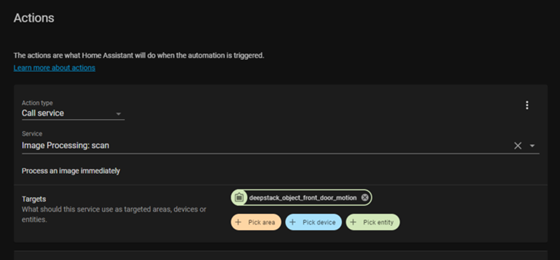 Actions
The actions are what Home Assistant will do when the automation is triggered.
Learn more about actions
Action type
Call service
Service
Image Processing: scan
Process an image immediately
Targets
What should this service use as targeted areas, devices or
entities.
deepstack_object_front_door_motion
+ Pick area
+ Pick device
+ Pick entity